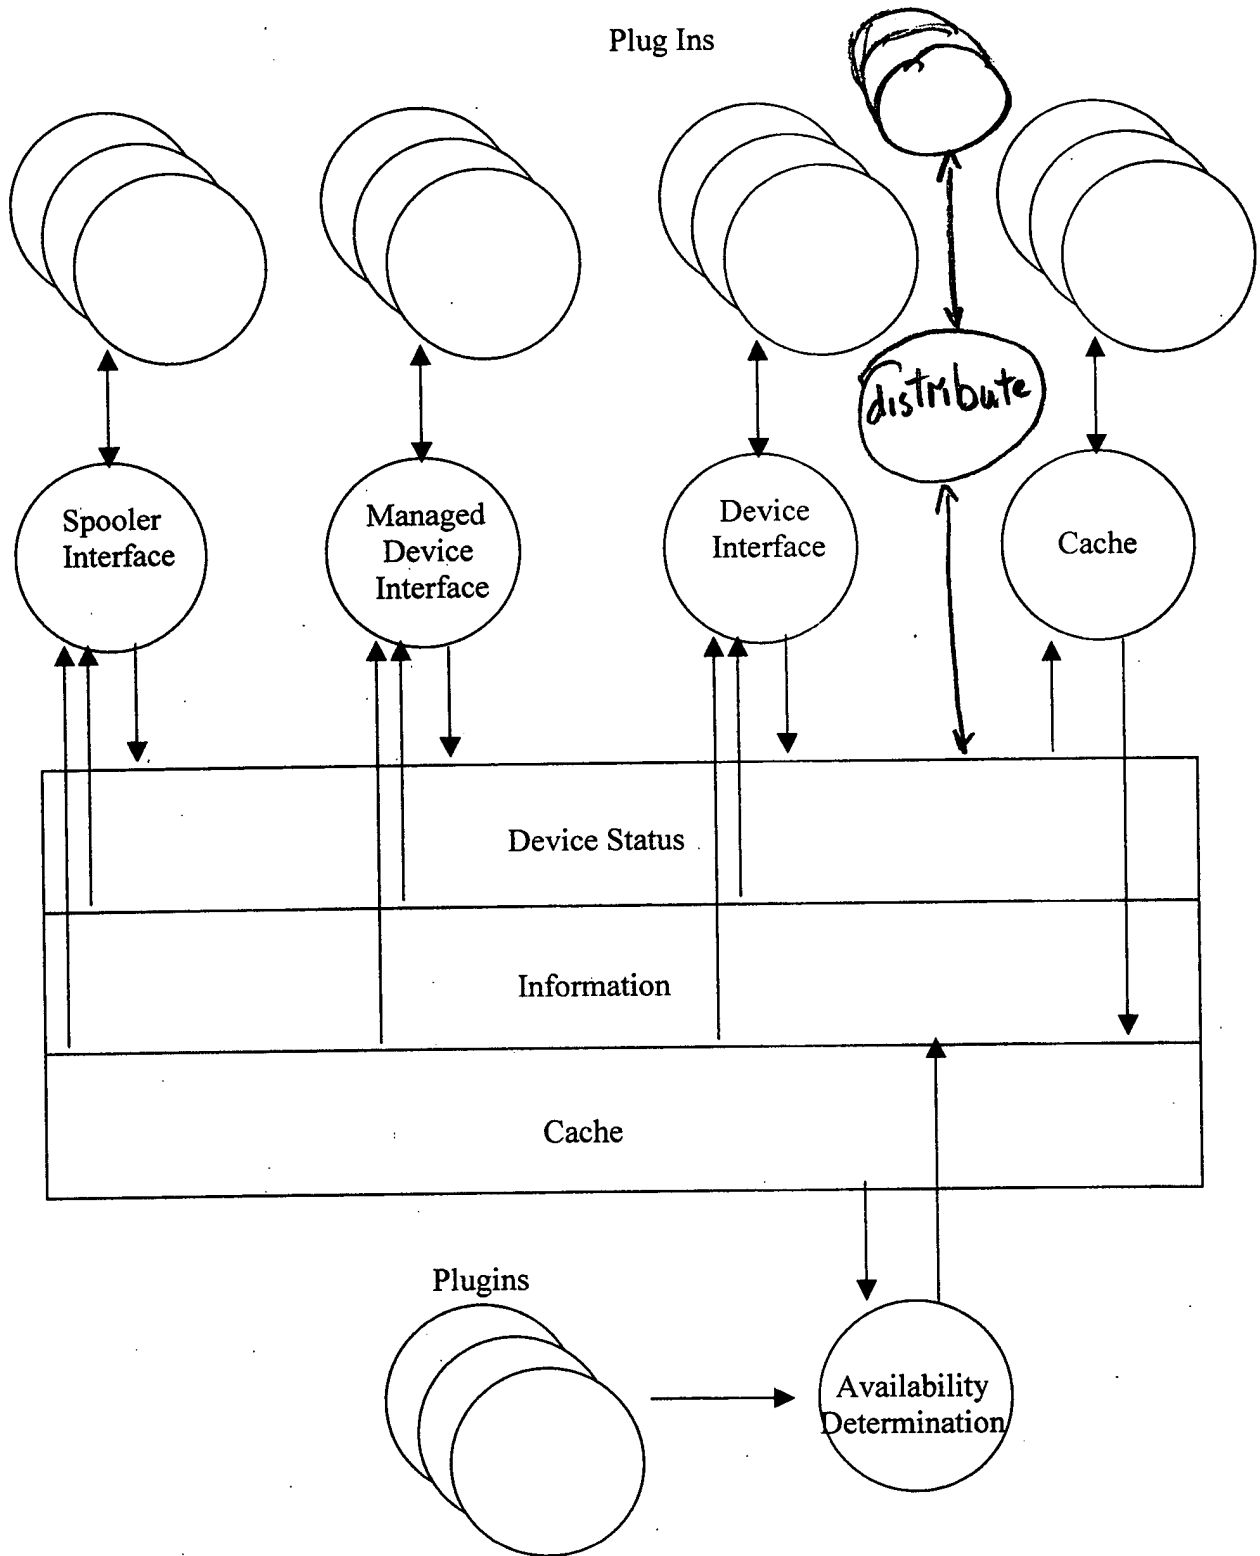 Plug Ins
distribute
Spooler
Interface
Managed
Device
Interface
Device
Interface
Cache
Device Status
Information
Cache
Plugins
Availability
Determination